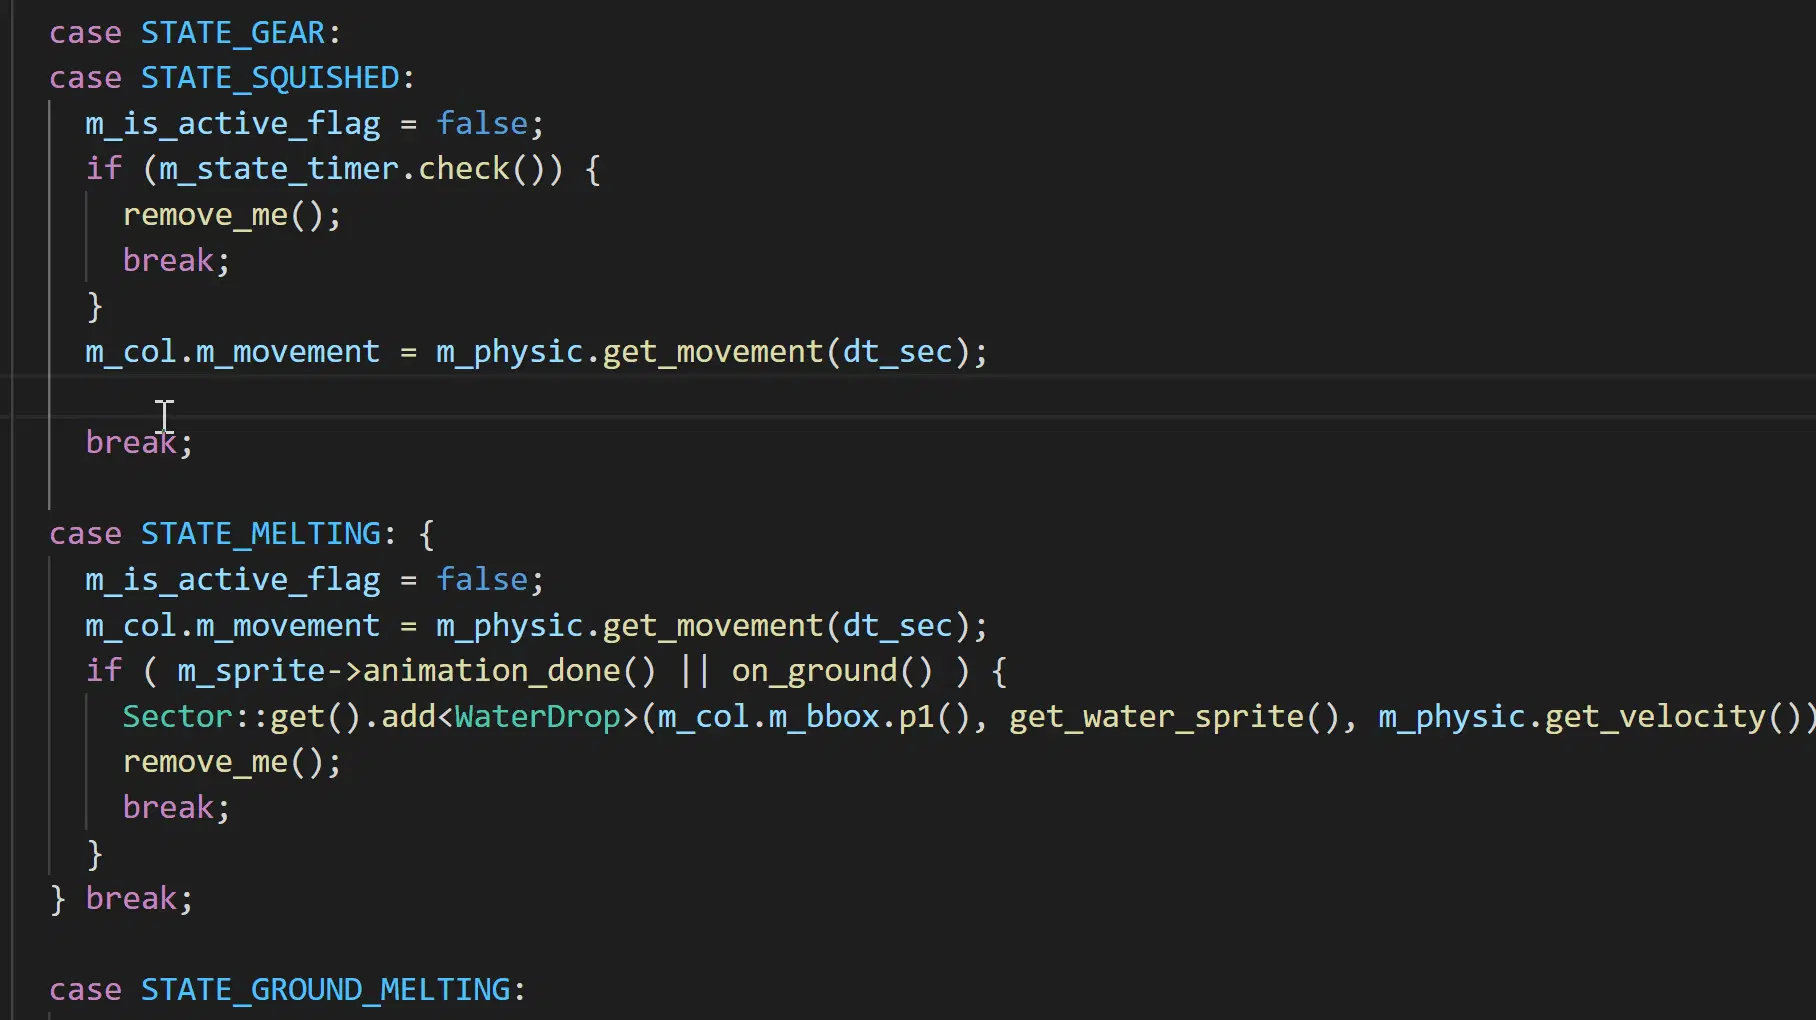 case STATE_GEAR:
case STATE_SQUISHED:
  m_is_active_flag = false;
  if (m_state_timer.check()) {
    remove_me();
    break;
  }
  m_col.m_movement = m_physic.get_movement(dt_sec);

  break;

case STATE_MELTING: {
  m_is_active_flag = false;
  m_col.m_movement = m_physic.get_movement(dt_sec);
  if ( m_sprite->animation_done() || on_ground() ) {
    Sector::get().add<WaterDrop>(m_col.m_bbox.p1(), get_water_sprite(), m_physic.get_velocity())
    remove_me();
    break;
  }
} break;

case STATE_GROUND_MELTING: